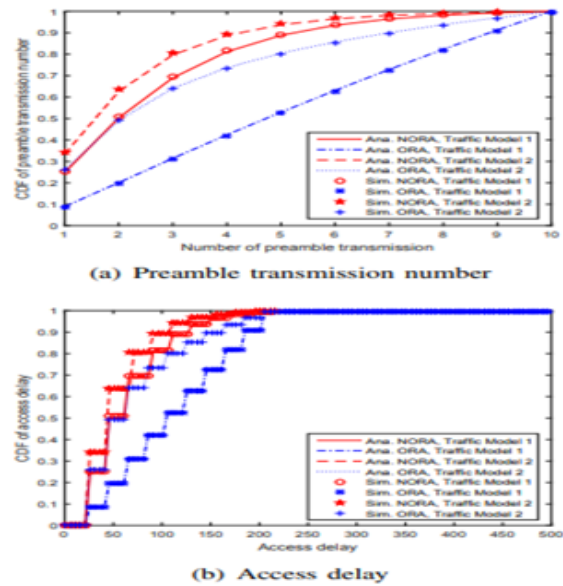 CDF of preamble transmission number
1
0.9
0.8
0.7
0.6
0.5
0.4
0.3
0.2
0.1
0
Ana. NORA, Traffic Model 1
Ana. ORA, Traffic Model 1
Ana. NORA, Traffic Model 2
Ana. ORA, Traffic Model 2
Sim. NORA, Traffic Model 1
Sim. ORA, Traffic Model 1
Sim. NORA, Traffic Model 2
Sim. ORA, Traffic Model 2
1 2 3 4 5 6 7 8 9 10
Number of preamble transmission
(a) Preamble transmission number
CDF of access delay
1
0.9
0.8
0.7
0.6
0.5
0.4
0.3
0.2
0.1
0
Ana. NORA, Traffic Model 1
Ana. ORA, Traffic Model 1
Ana. NORA, Traffic Model 2
Ana. ORA, Traffic Model 2
Sim. NORA, Traffic Model 1
Sim. ORA, Traffic Model 1
Sim. NORA, Traffic Model 2
Sim. ORA, Traffic Model 2
0 50 100 150 200 250 300 350 400 450 500
Access delay
(b) Access delay